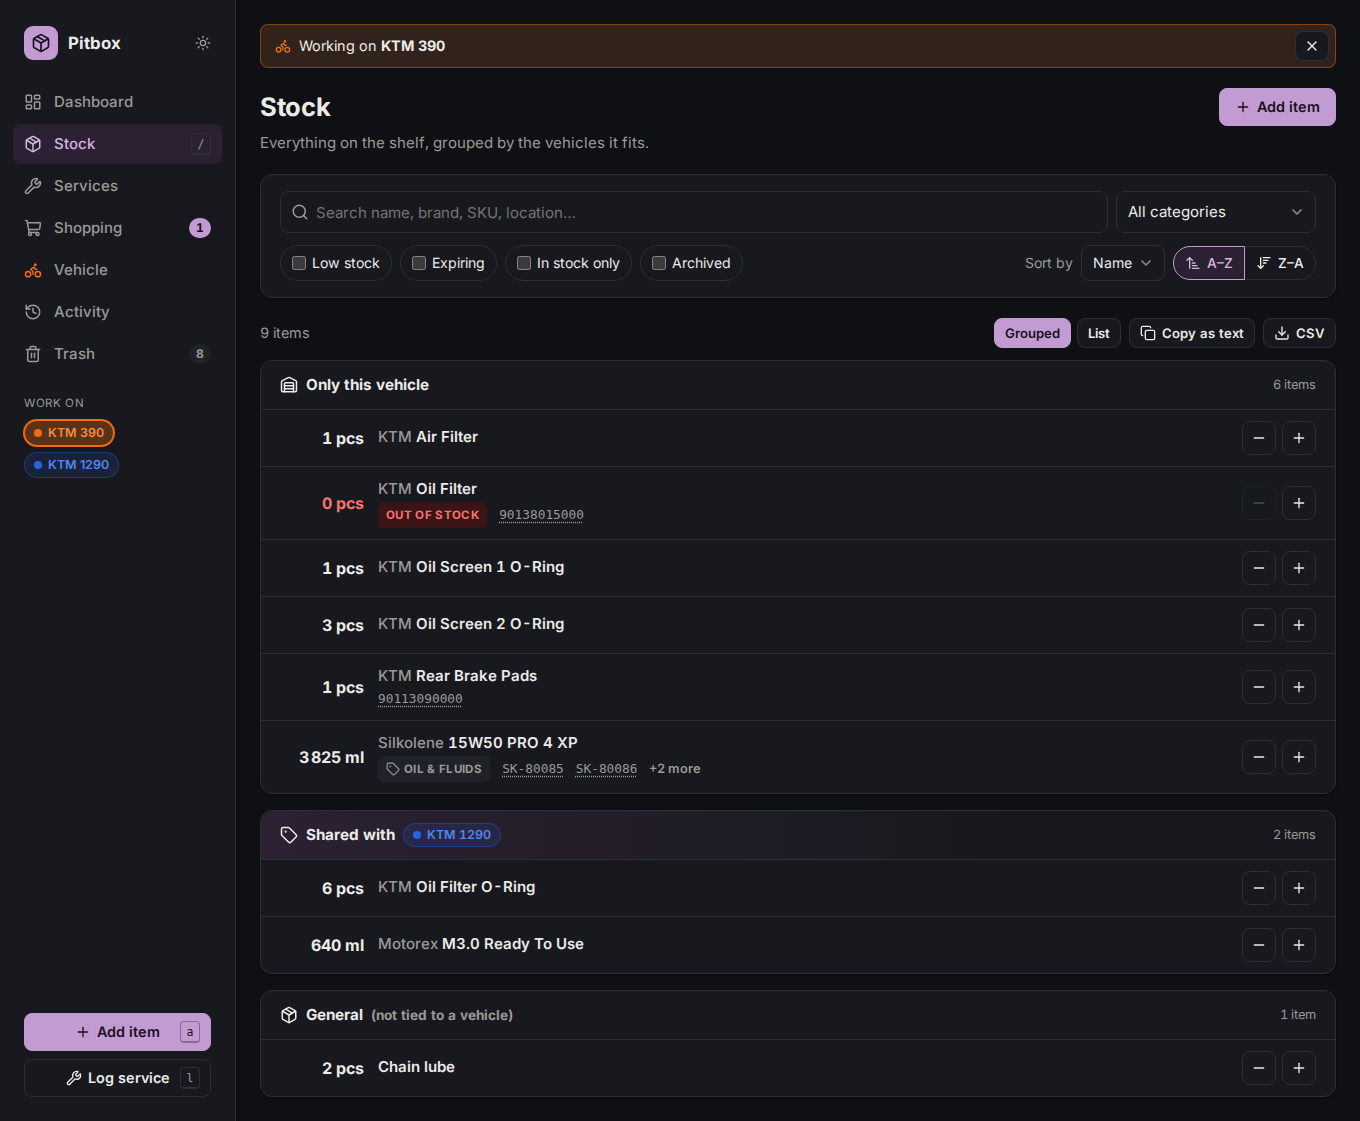 Pitbox
Dashboard
Stock /
Services
Shopping 1
Vehicle
Activity
Trash 8
WORK ON
KTM 390
KTM 1290
Add item a
Log service l
Working on KTM 390
Stock
Add item
Everything on the shelf, grouped by the vehicles it fits.
Search name, brand, SKU, location...
All categories
Low stock Expiring In stock only Archived Sort by Name A–Z Z–A
9 items Grouped List Copy as text CSV
Only this vehicle 6 items
1 pcs KTM Air Filter
0 pcs KTM Oil Filter
OUT OF STOCK 90138015000
1 pcs KTM Oil Screen 1 O-Ring
3 pcs KTM Oil Screen 2 O-Ring
1 pcs KTM Rear Brake Pads
90113090000
3 825 ml Silkolene 15W50 PRO 4 XP
OIL & FLUIDS SK-80085 SK-80086 +2 more
Shared with KTM 1290 2 items
6 pcs KTM Oil Filter O-Ring
640 ml Motorex M3.0 Ready To Use
General (not tied to a vehicle) 1 item
2 pcs Chain lube